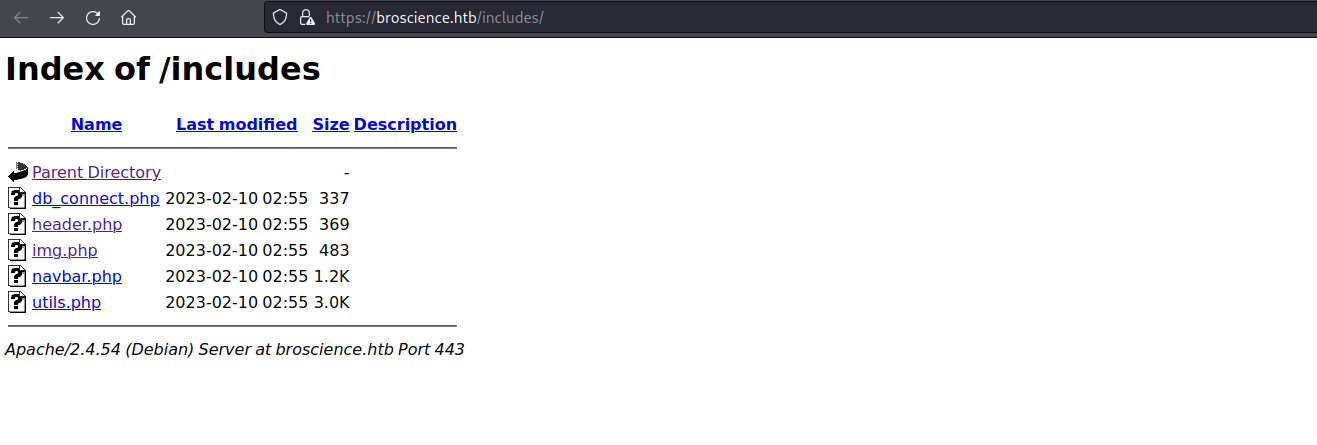 https://broscience.htb/includes/
Index of /includes
Name Last modified Size Description
Parent Directory -
db_connect.php 2023-02-10 02:55 337
header.php 2023-02-10 02:55 369
img.php 2023-02-10 02:55 483
navbar.php 2023-02-10 02:55 1.2K
utils.php 2023-02-10 02:55 3.0K
Apache/2.4.54 (Debian) Server at broscience.htb Port 443